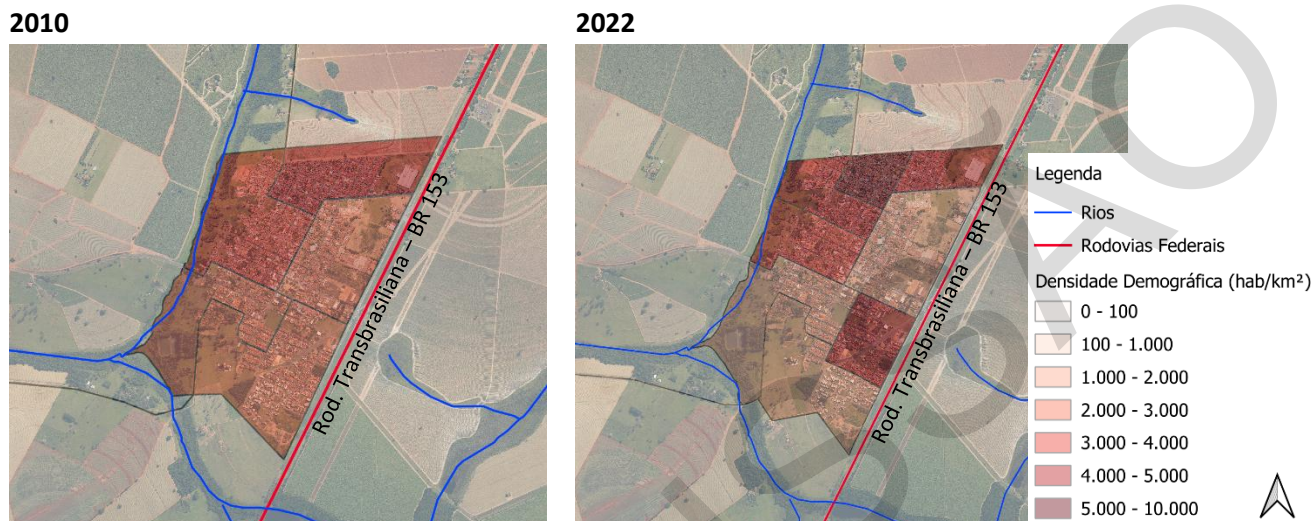 2010
2022
Rod. Transbrasiliana – BR 153
Rod. Transbrasiliana – BR 153
Legenda
Rios
Rodovias Federais
Densidade Demográfica (hab/km²)
0 - 100
100 - 1.000
1.000 - 2.000
2.000 - 3.000
3.000 - 4.000
4.000 - 5.000
5.000 - 10.000